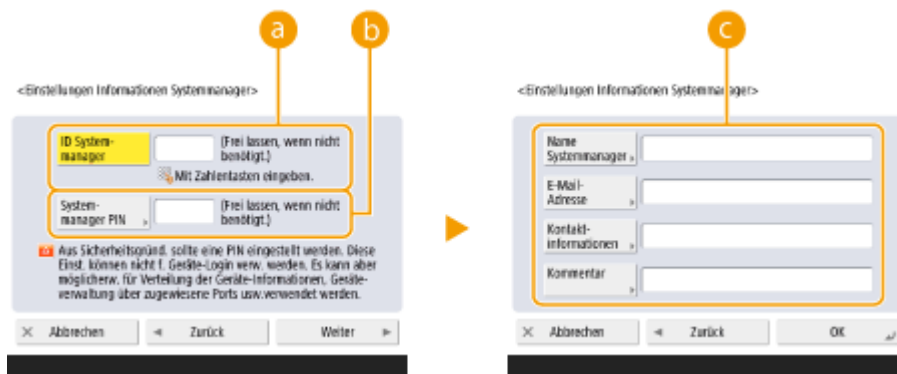 a
b
c
<Einstellungen Informationen Systemmanager>
ID System-
manager
(Frei lassen, wenn nicht
benötigt.)
Mit Zahlentasten eingeben.
System-
manager PIN
(Frei lassen, wenn nicht
benötigt.)
Aus Sicherheitsgründ. sollte eine PIN eingestellt werden. Diese
Einst. können nicht f. Geräte-Login verw. werden. Es kann aber
möglicherw. für Verteilung der Geräte-Informationen, Geräte-
verwaltung über zugewiesene Ports usw.verwendet werden.
Abbrechen
Zurück
Weiter
<Einstellungen Informationen Systemmanager>
Name
Systemmanager
E-Mail-
Adresse
Kontakt-
informationen
Kommentar
Abbrechen
Zurück
OK